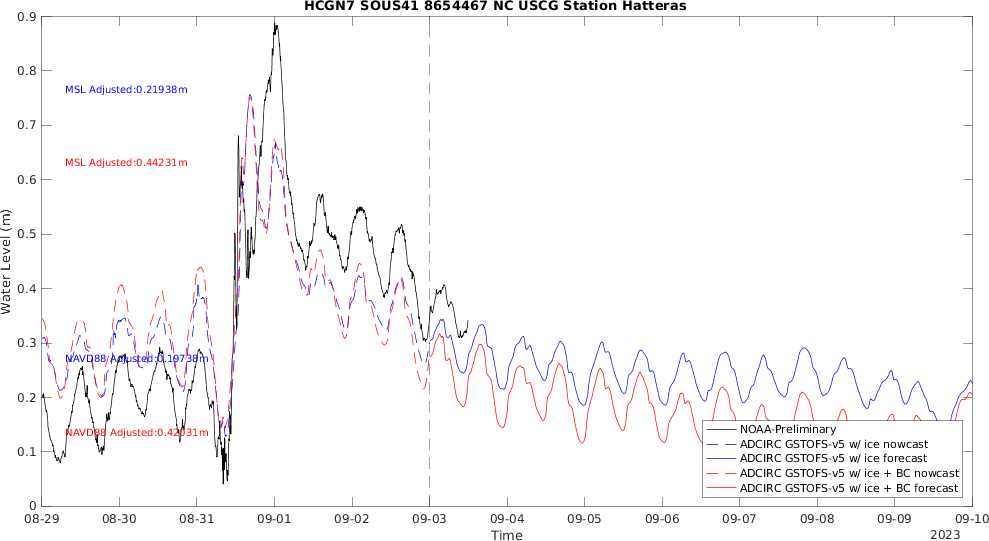 HCGN7 SOUS41 8654467 NC USCG Station Hatteras
0.9
0.8
0.7
0.6
0.5
0.4
0.3
0.2
0.1
0
Water Level (m)
MSL Adjusted:0.21938m
MSL Adjusted:0.44231m
NAVD88 Adjusted:0.19738m
NAVD88 Adjusted:0.42031m
NOAA-Preliminary
ADCIRC GSTOFS-v5 w/ ice nowcast
ADCIRC GSTOFS-v5 w/ ice forecast
ADCIRC GSTOFS-v5 w/ ice + BC nowcast
ADCIRC GSTOFS-v5 w/ ice + BC forecast
08-29 08-30 08-31 09-01 09-02 09-03 09-04 09-05 09-06 09-07 09-08 09-09 09-10
Time
2023